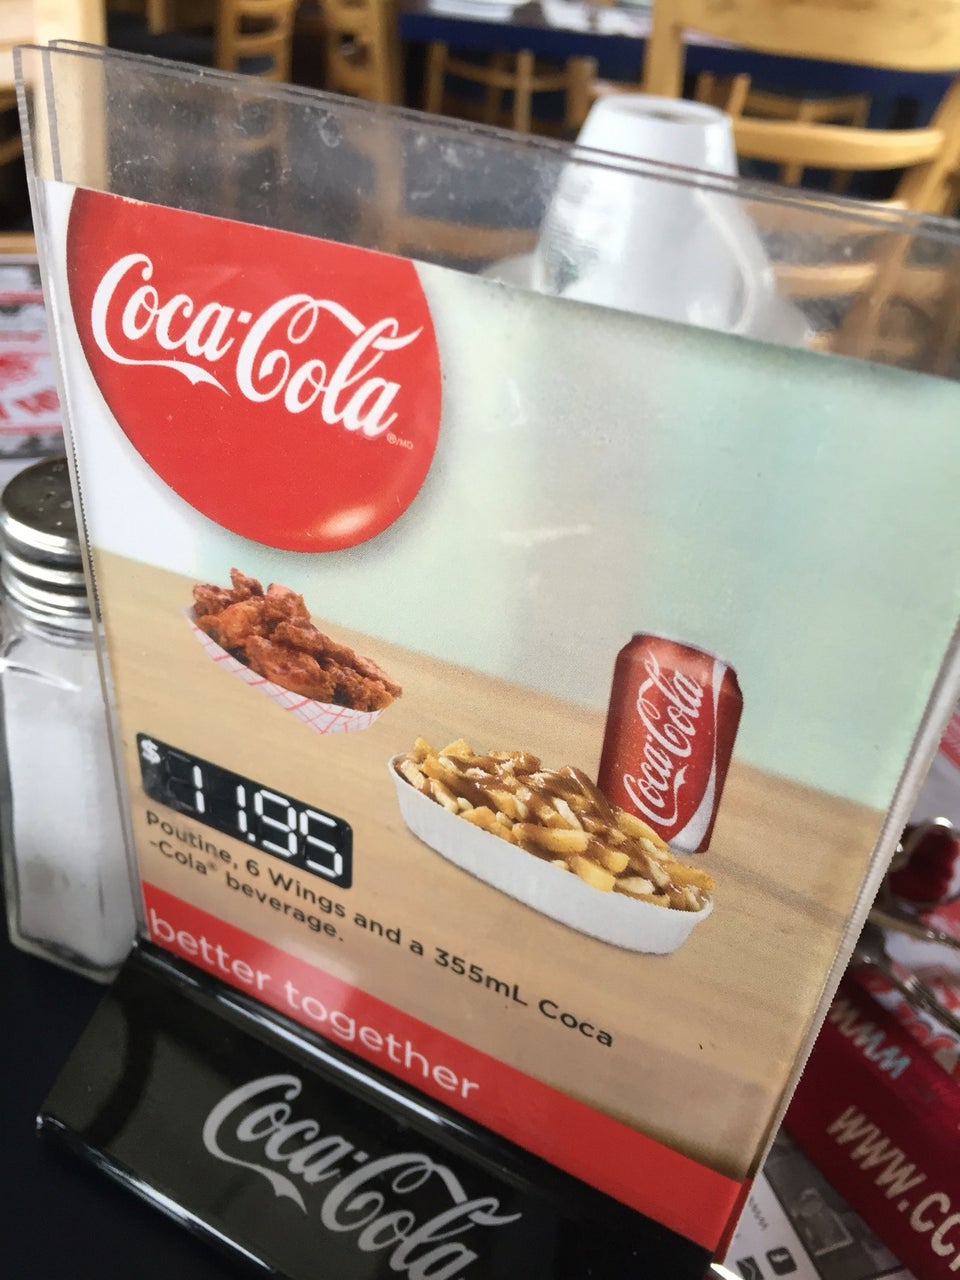 Coca-Cola
®/MD
Coca-Cola
$11.95
Poutine, 6 Wings and a 355mL Coca
-Cola® beverage.
better together
Coca-Cola
www.cc